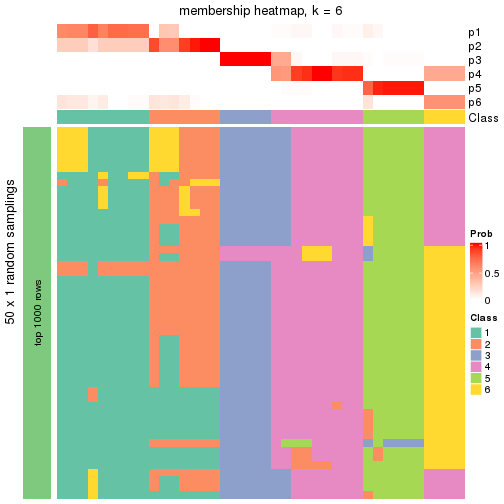 membership heatmap, k = 6
p1
p2
p3
p4
p5
p6
Class
50 x 1 random samplings
top 1000 rows
Prob
1
0.5
0
Class
1
2
3
4
5
6